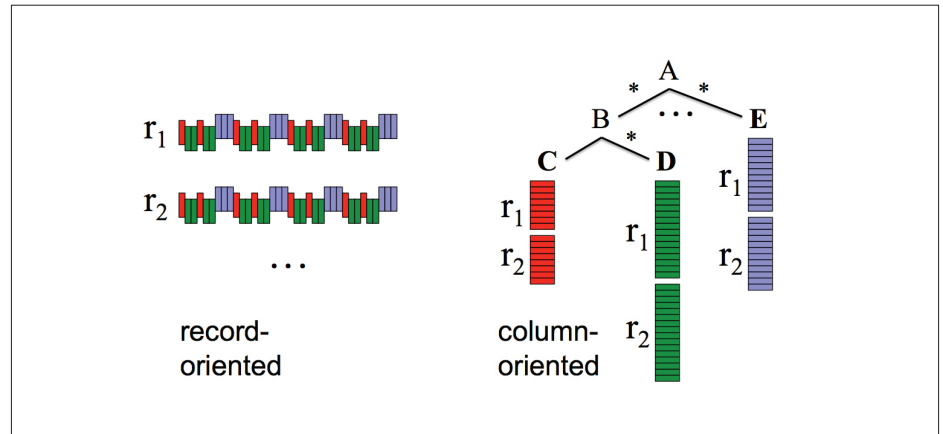 r1
r2
...
record-
oriented
A
* *
B ... E
*
C D
r1
r2
r1
r2
r1
r2
column-
oriented